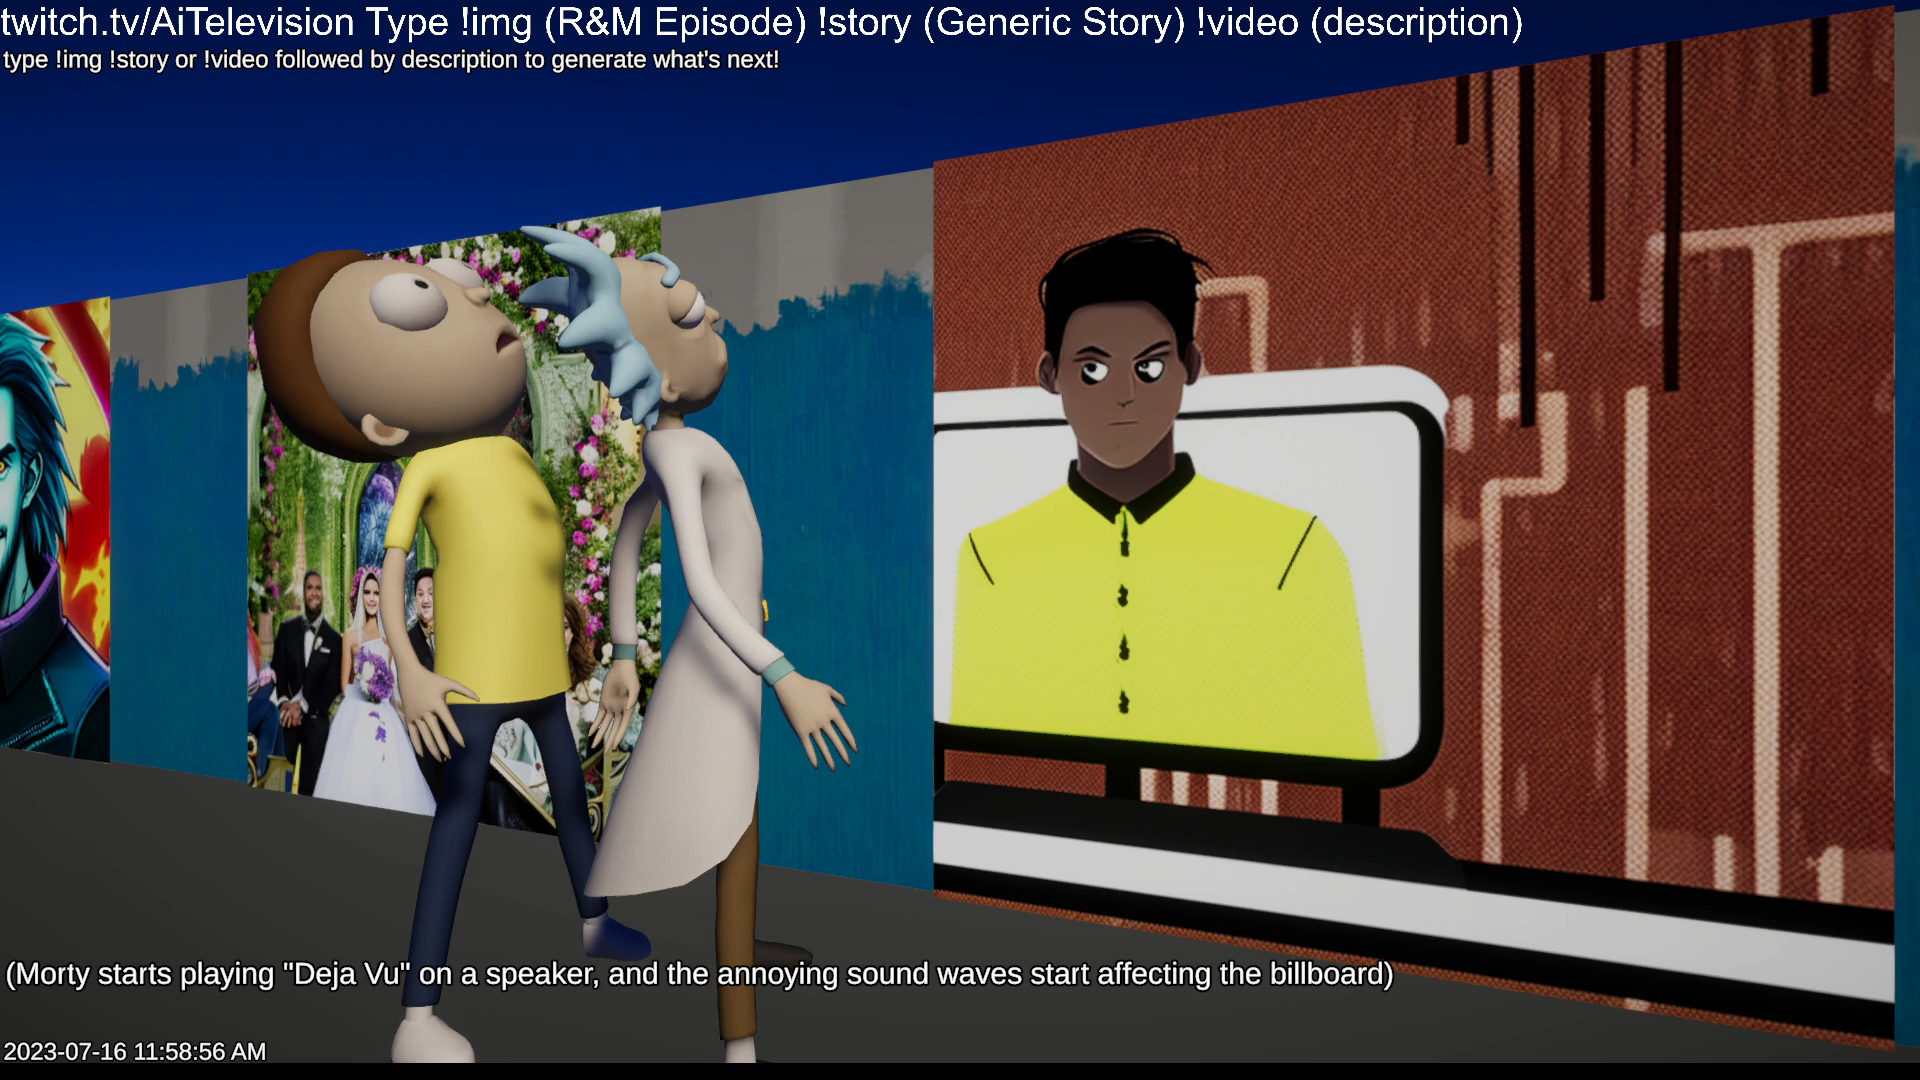 twitch.tv/AiTelevision Type !img (R&M Episode) !story (Generic Story) !video (description)
type !img !story or !video followed by description to generate what's next!
(Morty starts playing "Deja Vu" on a speaker, and the annoying sound waves start affecting the billboard)
2023-07-16 11:58:56 AM